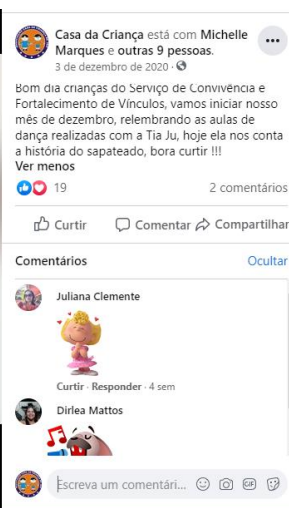 Casa da Criança está com Michelle
Marques e outras 9 pessoas.
3 de dezembro de 2020 ·
Bom dia crianças do Serviço de Convivência e
Fortalecimento de Vínculos, vamos iniciar nosso
mês de dezembro, relembrando as aulas de
dança realizadas com a Tia Ju, hoje ela nos conta
a história do sapateado, bora curtir !!!
Ver menos
19 2 comentários
Curtir Comentar Compartilhar
Comentários Ocultar
Juliana Clemente
Curtir · Responder · 4 sem
Dirlea Mattos
Escreva um comentári... GIF